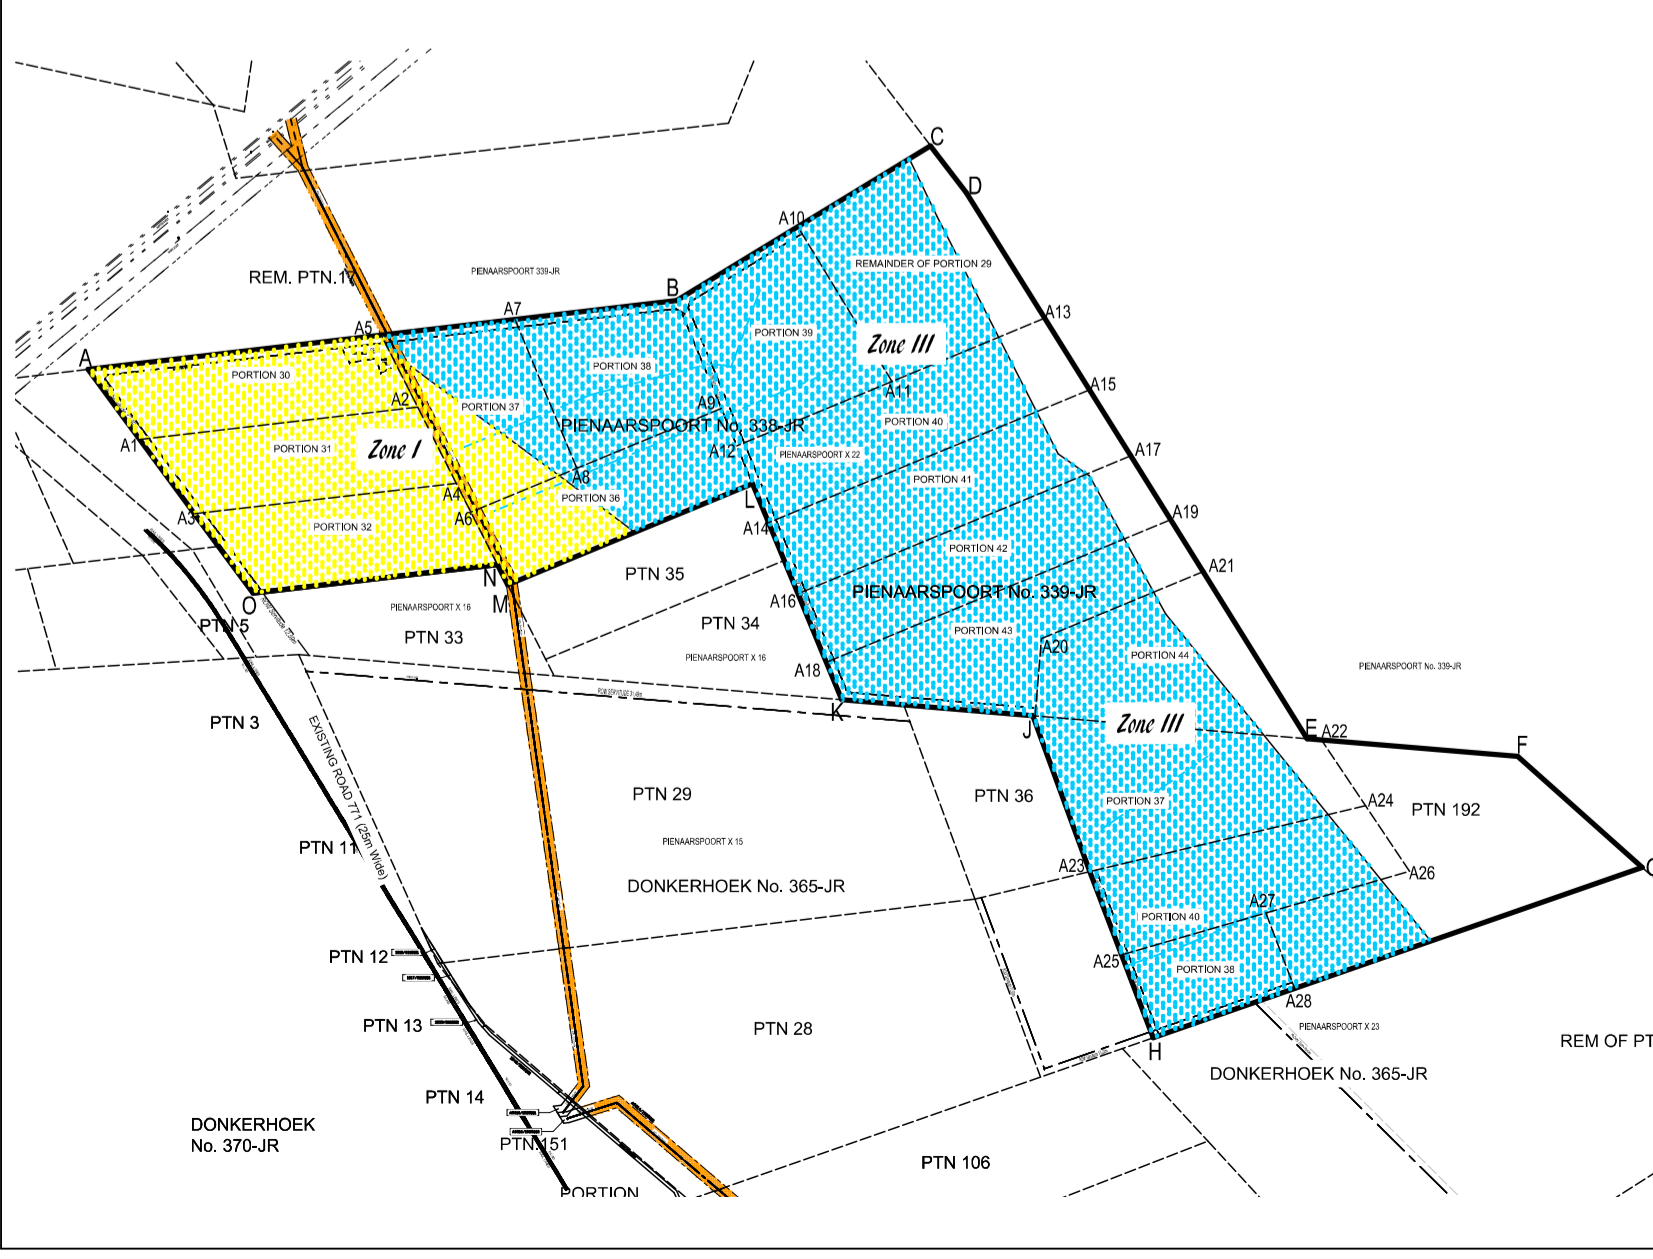 C
D
A10
REMAINDER OF PORTION 29
REM. PTN.17
PIENAARSPOORT 339-JR
B
A7
A13
A5
PORTION 39
Zone III
A
PORTION 30
PORTION 38
A11
A15
A2
PORTION 37
A9
PORTION 40
PIENAARSPOORT No. 338-JR
A1
PORTION 31
Zone I
A12
PIENAARSPOORT X 22
A17
A8
PORTION 41
A4
PORTION 36
L
A3
A6
PORTION 32
A14
A19
PORTION 42
A21
N
PTN 35
M
O
PIENAARSPOORT X 16
A16
PIENAARSPOORT No. 339-JR
PTN 5
PTN 33
PTN 34
PORTION 43
A20
PIENAARSPOORT X 16
A18
PORTION 44
PIENAARSPOORT No. 339-JR
ROW SERVITUDE 31,49m
K
J
Zone III
E
A22
F
PTN 3
EXISTING ROAD 771 (25m Wide)
PTN 29
PTN 36
PORTION 37
A24
PTN 192
PIENAARSPOORT X 15
PTN 11
A23
DONKERHOEK No. 365-JR
A26
A27
PORTION 40
PTN 12
A25
PORTION 38
A28
PTN 13
PTN 28
PIENAARSPOORT X 23
H
REM OF PT
DONKERHOEK No. 365-JR
PTN 14
DONKERHOEK
No. 370-JR
PTN.151
PTN 106
PORTION